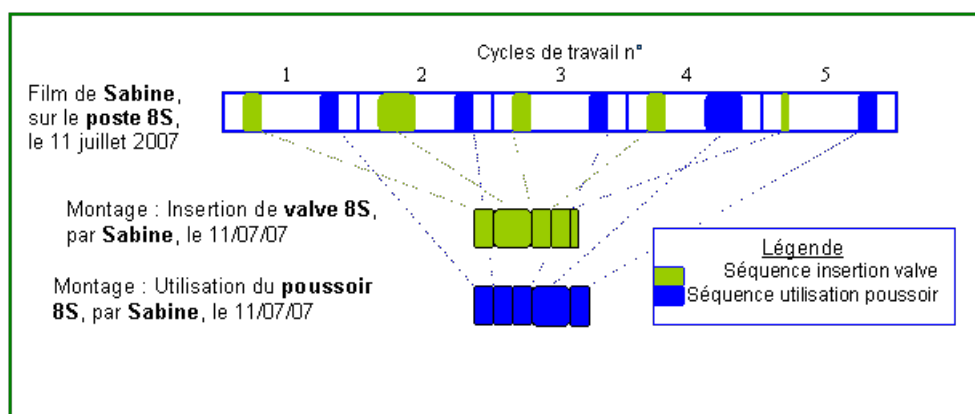 Cycles de travail n°
1 2 3 4 5
Film de Sabine,
sur le poste 8S,
le 11 juillet 2007
Montage : Insertion de valve 8S,
par Sabine, le 11/07/07
Montage : Utilisation du poussoir
8S, par Sabine, le 11/07/07
Légende
Séquence insertion valve
Séquence utilisation poussoir